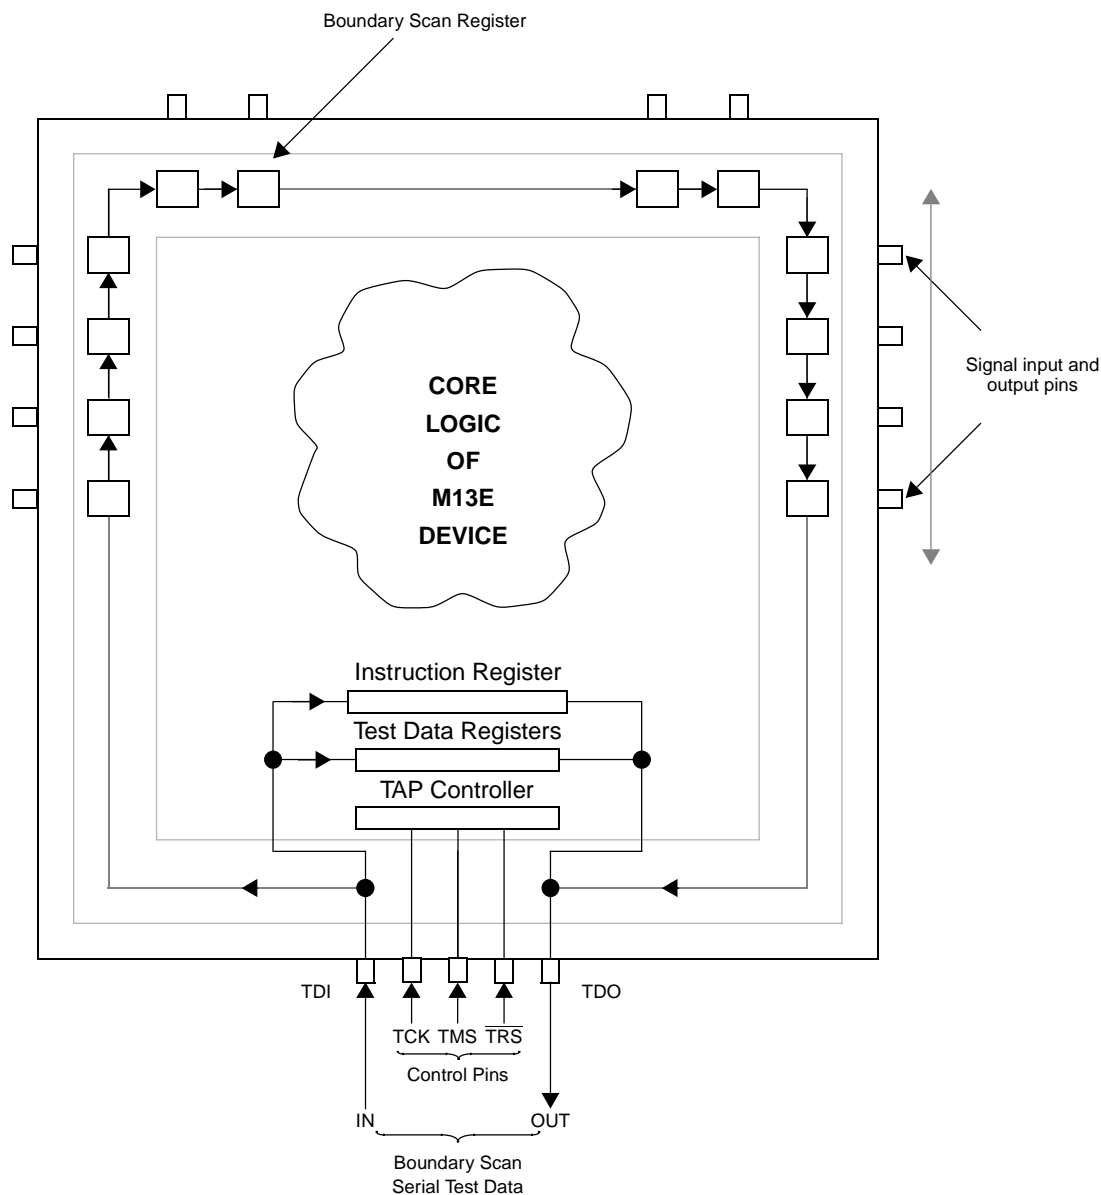 Boundary Scan Register
Signal input and
output pins
CORE
LOGIC
OF
M13E
DEVICE
Instruction Register
Test Data Registers
TAP Controller
TDI
TDO
TCK TMS TRS
Control Pins
IN
OUT
Boundary Scan
Serial Test Data